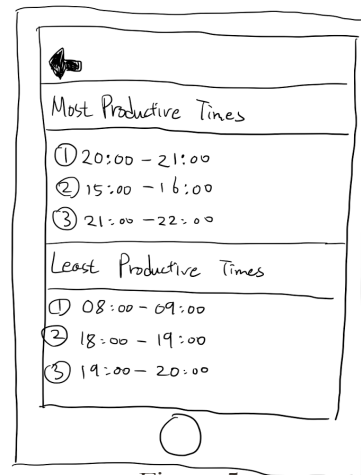 Most Productive Times
① 20:00 - 21:00
② 15:00 - 16:00
③ 21:00 - 22:00
Least Productive Times
① 08:00 - 09:00
② 18:00 - 19:00
③ 19:00 - 20:00